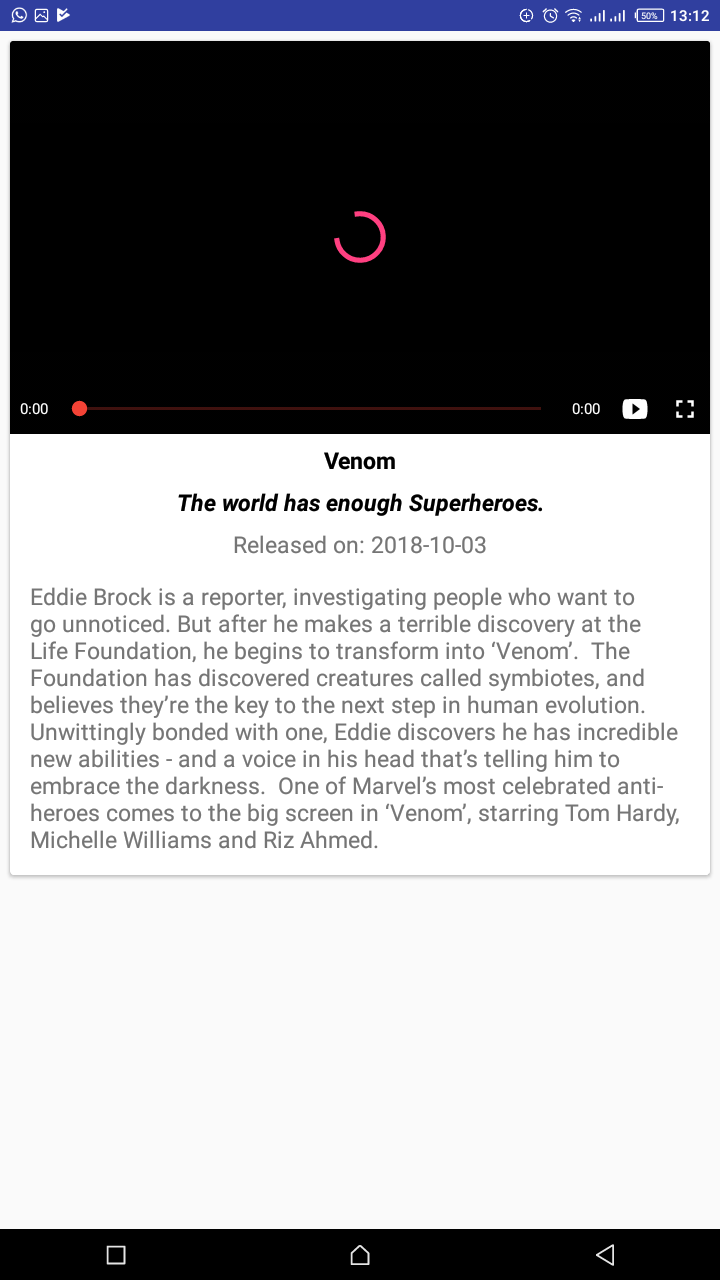 50% 13:12
0:00 0:00
Venom
The world has enough Superheroes.
Released on: 2018-10-03
Eddie Brock is a reporter, investigating people who want to
go unnoticed. But after he makes a terrible discovery at the
Life Foundation, he begins to transform into ‘Venom’.  The
Foundation has discovered creatures called symbiotes, and
believes they’re the key to the next step in human evolution.
Unwittingly bonded with one, Eddie discovers he has incredible
new abilities - and a voice in his head that’s telling him to
embrace the darkness.  One of Marvel’s most celebrated anti-
heroes comes to the big screen in ‘Venom’, starring Tom Hardy,
Michelle Williams and Riz Ahmed.